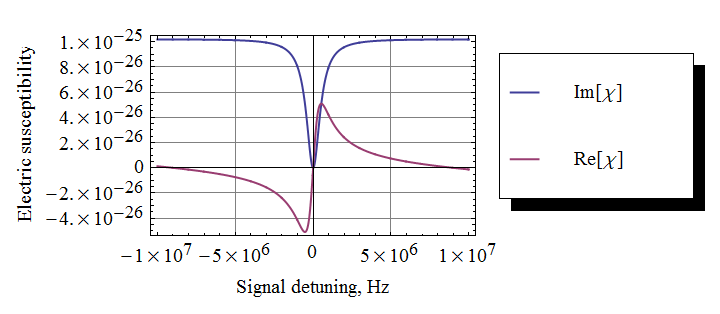 Electric susceptibility
1.×10⁻²⁵
8.×10⁻²⁶
6.×10⁻²⁶
4.×10⁻²⁶
2.×10⁻²⁶
0
−2.×10⁻²⁶
−4.×10⁻²⁶
−1×10⁷ −5×10⁶ 0 5×10⁶ 1×10⁷
Signal detuning, Hz
Im[χ]
Re[χ]